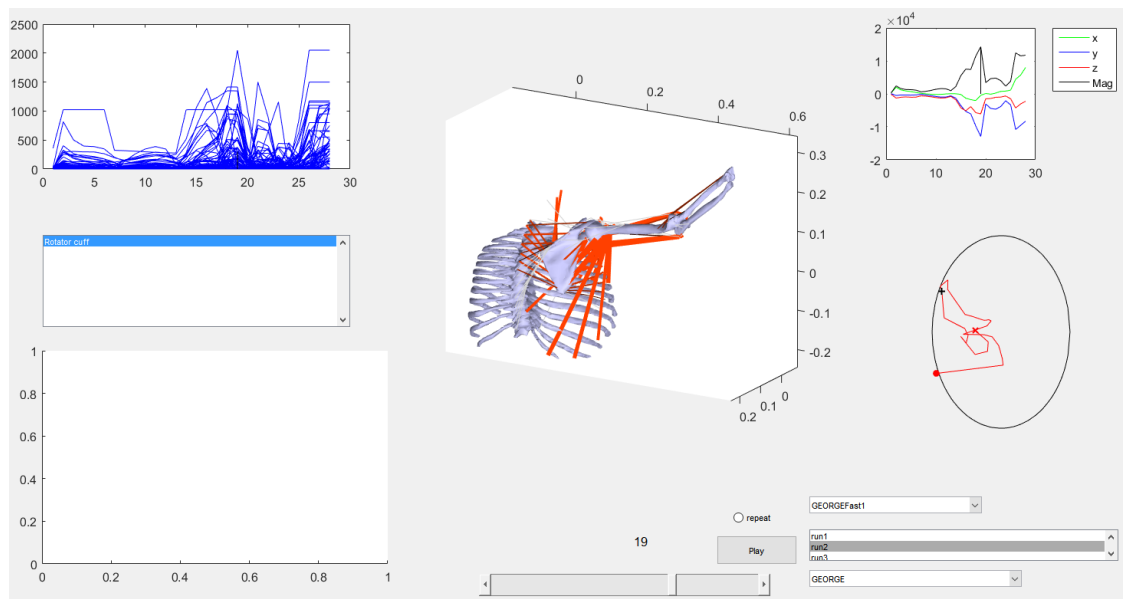 2500
2000
1500
1000
500
0
0 5 10 15 20 25 30
Rotator cuff
1
0.8
0.6
0.4
0.2
0
0 0.2 0.4 0.6 0.8 1
0
0.2
0.4
0.6
0.3
0.2
0.1
0
-0.1
-0.2
0.2 0.1 0
×10⁴
2
1
0
-1
-2
0 10 20 30
x
y
z
Mag
19
repeat
Play
GEORGEFast1
run1
run2
run3
GEORGE